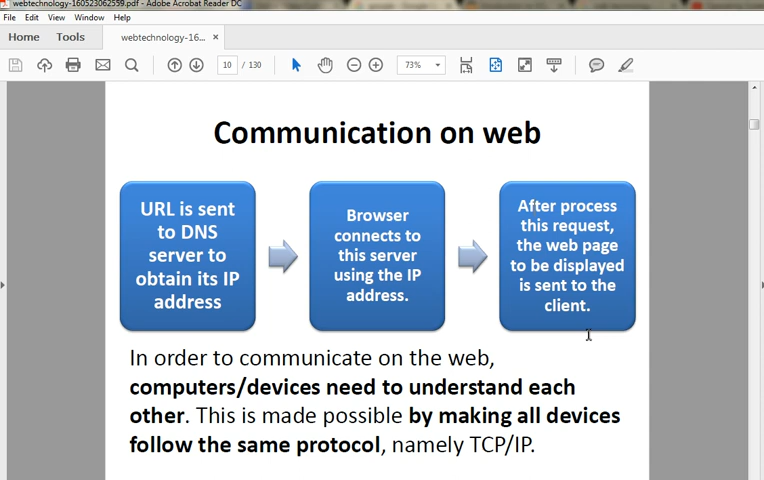 webtechnology-160523062559.pdf - Adobe Acrobat Reader DC
File Edit View Window Help
Home Tools webtechnology-16... ×
10 / 130 73%
Communication on web
URL is sent
to DNS
server to
obtain its IP
address
Browser
connects to
this server
using the IP
address.
After process
this request,
the web page
to be displayed
is sent to the
client.
In order to communicate on the web,
computers/devices need to understand each
other. This is made possible by making all devices
follow the same protocol, namely TCP/IP.